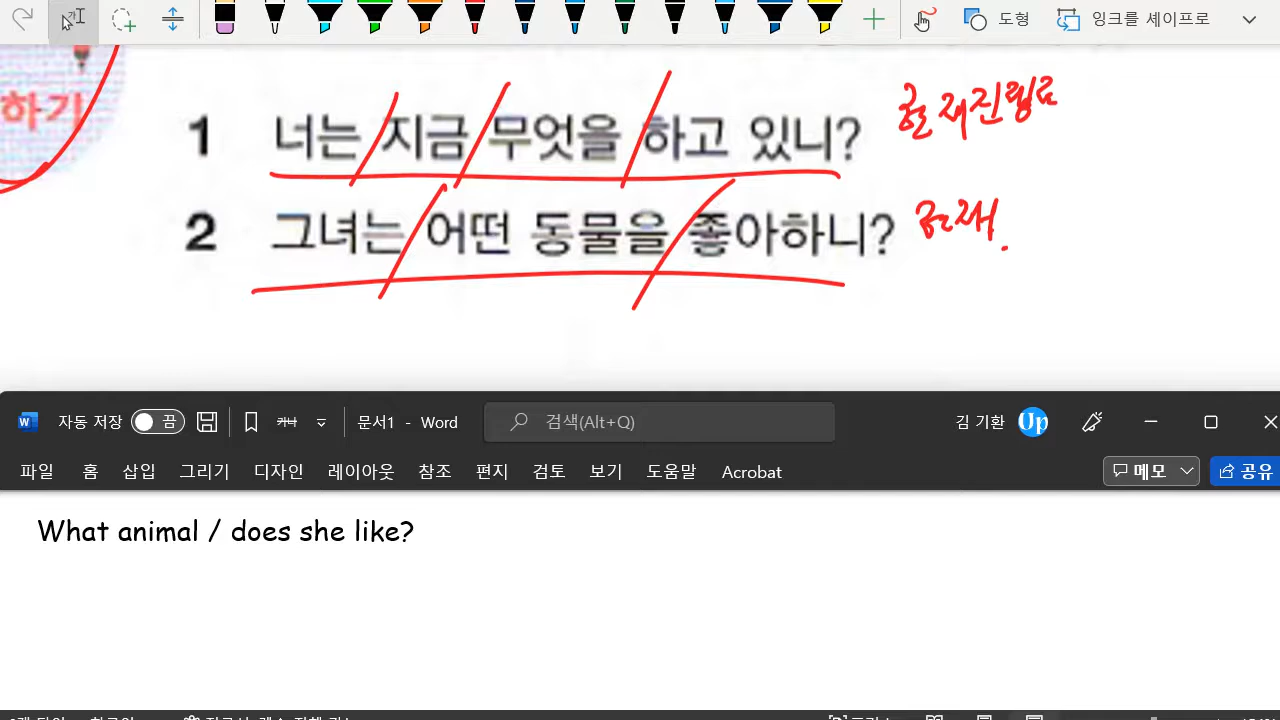 도형
잉크를 셰이프로
하기
1 너는 지금 무엇을 하고 있니?
현재진행형
2 그녀는 어떤 동물을 좋아하니?
현재.
자동 저장 끔 문서1 - Word 검색(Alt+Q) 김 기환 Up
파일 홈 삽입 그리기 디자인 레이아웃 참조 편지 검토 보기 도움말 Acrobat 메모 공유
What animal / does she like?